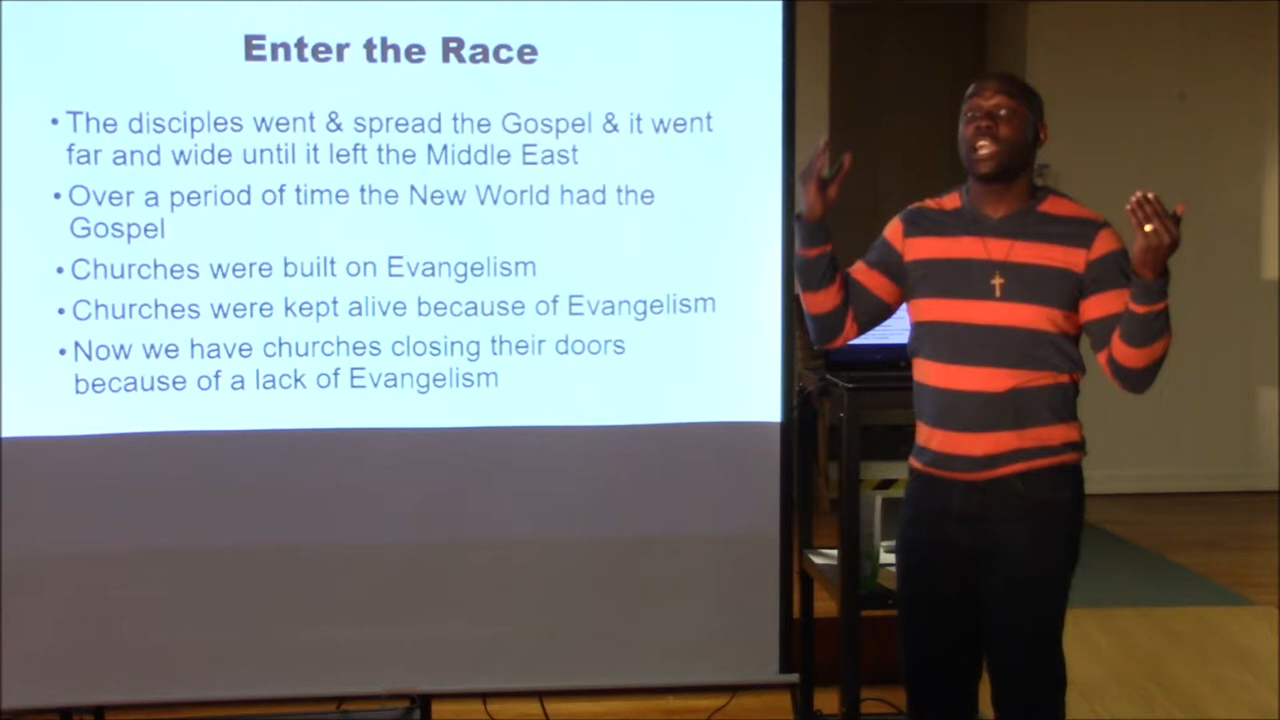 Enter the Race
• The disciples went & spread the Gospel & it went
far and wide until it left the Middle East
• Over a period of time the New World had the
Gospel
• Churches were built on Evangelism
• Churches were kept alive because of Evangelism
• Now we have churches closing their doors
because of a lack of Evangelism